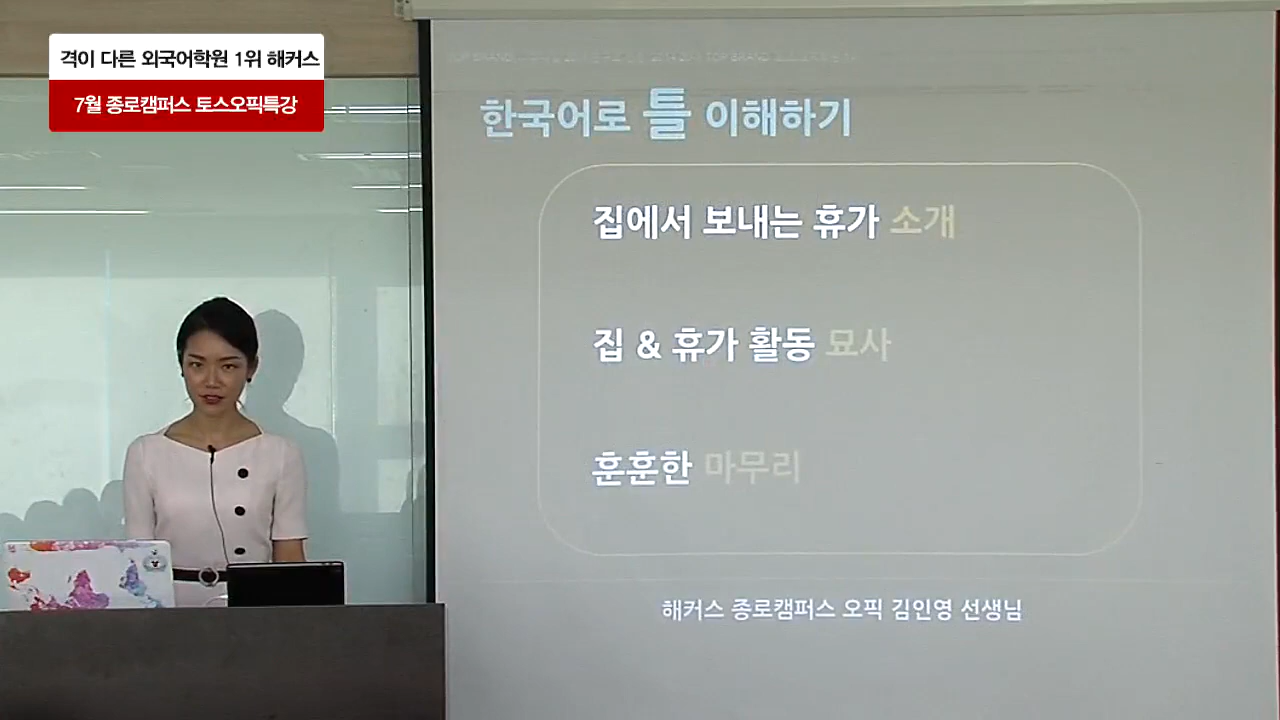 격이 다른 외국어학원 1위 해커스
7월 종로캠퍼스 토스오픽특강
한국어로 틀 이해하기
집에서 보내는 휴가 소개
집 & 휴가 활동 묘사
훈훈한 마무리
해커스 종로캠퍼스 오픽 김인영 선생님